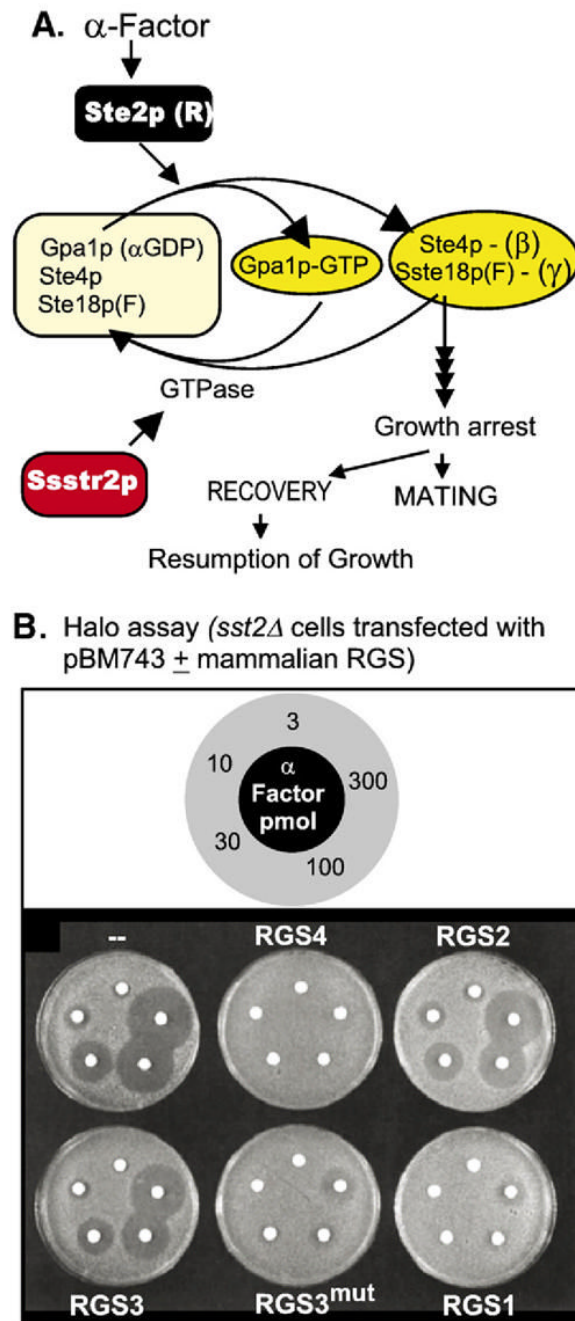 A. α-Factor
Ste2p (R)
Gpa1p (αGDP)
Ste4p
Ste18p(F)
Gpa1p-GTP
Ste4p - (β)
Sste18p(F) - (γ)
GTPase
Growth arrest
Ssstr2p
RECOVERY
MATING
Resumption of Growth
B. Halo assay (sst2Δ cells transfected with
pBM743 ± mammalian RGS)
3
10
300
α
Factor
pmol
30
100
--
RGS4
RGS2
RGS3
RGS3mut
RGS1